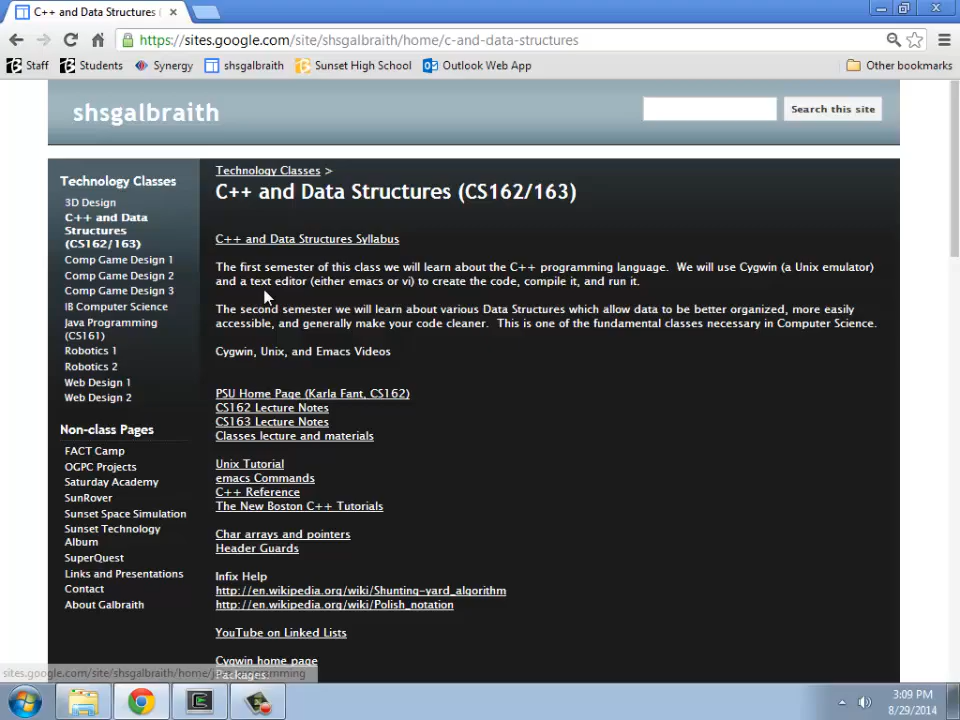 C++ and Data Structures
https://sites.google.com/site/shsgalbraith/home/c-and-data-structures
Staff Students Synergy shsgalbraith Sunset High School Outlook Web App Other bookmarks
shsgalbraith
Search this site
Technology Classes
3D Design
C++ and Data
Structures
(CS162/163)
Comp Game Design 1
Comp Game Design 2
Comp Game Design 3
IB Computer Science
Java Programming
(CS161)
Robotics 1
Robotics 2
Web Design 1
Web Design 2
Non-class Pages
FACT Camp
OGPC Projects
Saturday Academy
SunRover
Sunset Space Simulation
Sunset Technology
Album
SuperQuest
Links and Presentations
Contact
About Galbraith
Technology Classes >
C++ and Data Structures (CS162/163)
C++ and Data Structures Syllabus
The first semester of this class we will learn about the C++ programming language. We will use Cygwin (a Unix emulator)
and a text editor (either emacs or vi) to create the code, compile it, and run it.
The second semester we will learn about various Data Structures which allow data to be better organized, more easily
accessible, and generally make your code cleaner. This is one of the fundamental classes necessary in Computer Science.
Cygwin, Unix, and Emacs Videos
PSU Home Page (Karla Fant, CS162)
CS162 Lecture Notes
CS163 Lecture Notes
Classes lecture and materials
Unix Tutorial
emacs Commands
C++ Reference
The New Boston C++ Tutorials
Char arrays and pointers
Header Guards
Infix Help
http://en.wikipedia.org/wiki/Shunting-yard_algorithm
http://en.wikipedia.org/wiki/Polish_notation
YouTube on Linked Lists
Cygwin home page
Packages
3:09 PM
8/29/2014